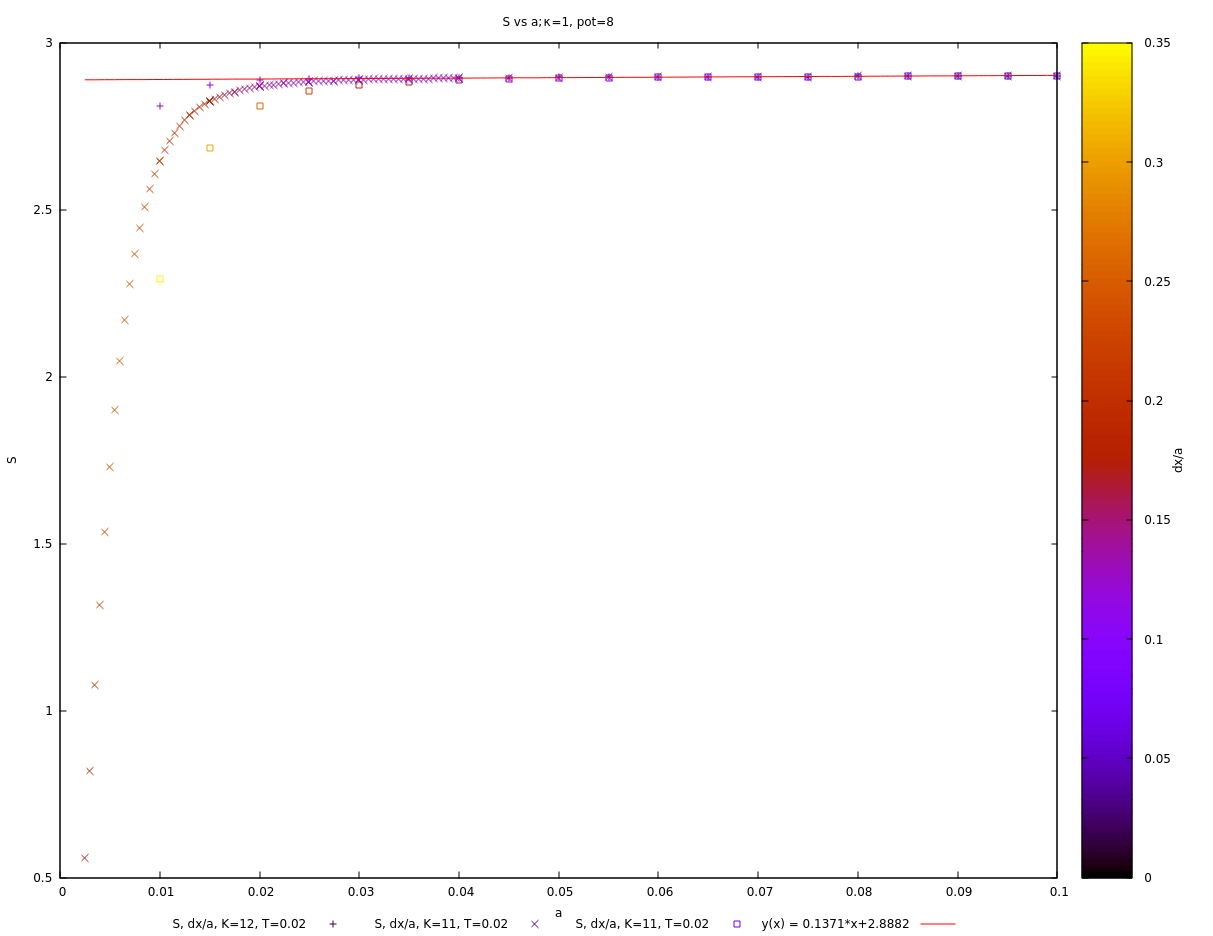 S vs a;κ=1, pot=8
3
2.5
2
1.5
1
0.5
S
0 0.01 0.02 0.03 0.04 0.05 0.06 0.07 0.08 0.09 0.1
a
0.35
0.3
0.25
0.2
0.15
0.1
0.05
0
dx/a
S, dx/a, K=12, T=0.02 S, dx/a, K=11, T=0.02 S, dx/a, K=11, T=0.02 y(x) = 0.1371*x+2.8882